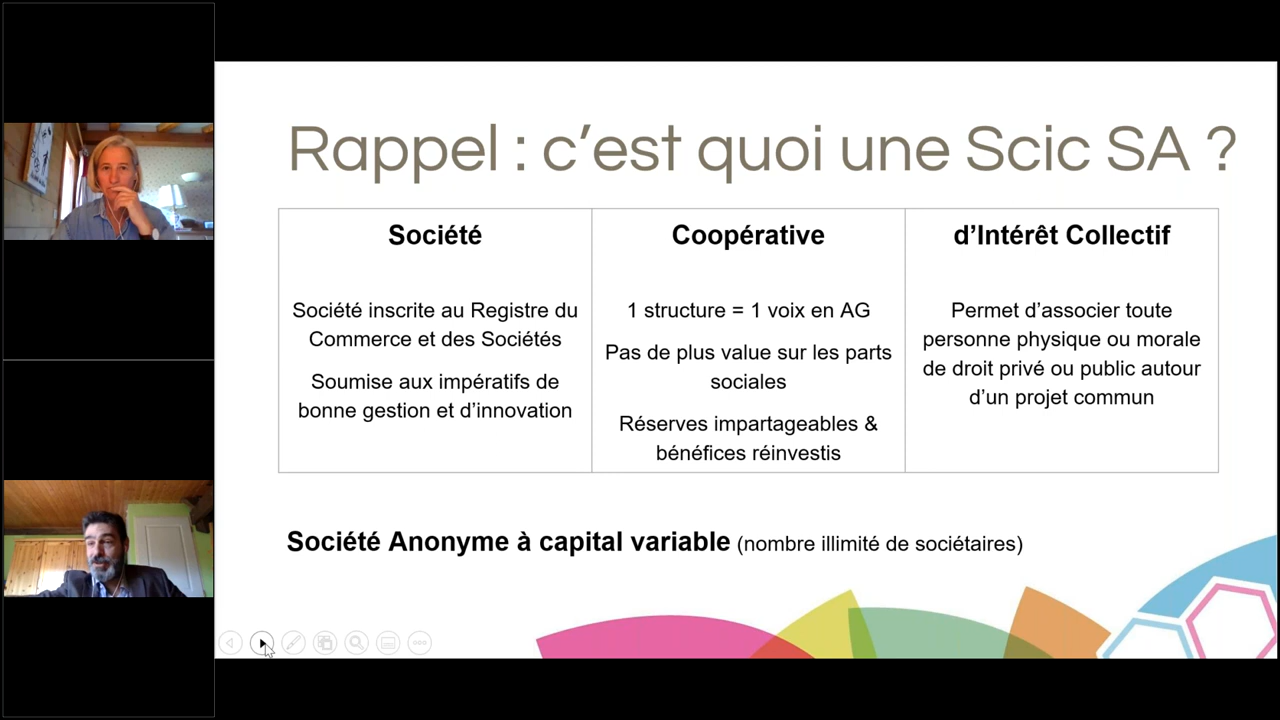 Rappel : c’est quoi une Scic SA ?
Société
Société inscrite au Registre du
Commerce et des Sociétés
Soumise aux impératifs de
bonne gestion et d’innovation
Coopérative
1 structure = 1 voix en AG
Pas de plus value sur les parts
sociales
Réserves impartageables &
bénéfices réinvestis
d’Intérêt Collectif
Permet d’associer toute
personne physique ou morale
de droit privé ou public autour
d’un projet commun
Société Anonyme à capital variable (nombre illimité de sociétaires)